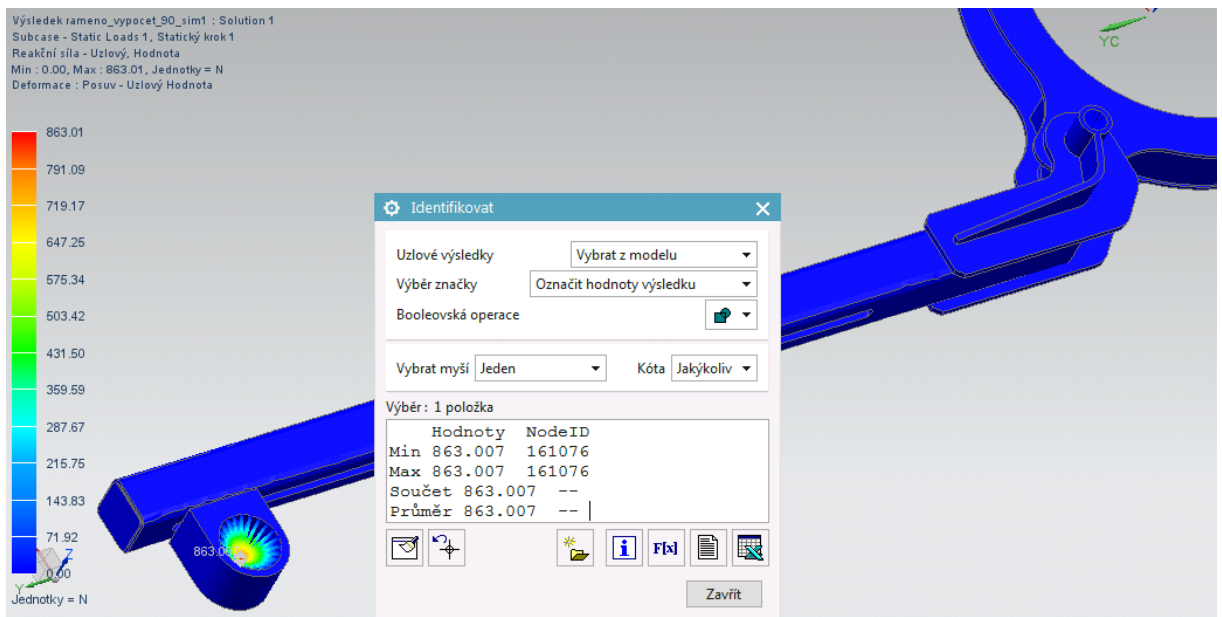 Výsledek rameno_vypocet_90_sim1 : Solution 1
Subcase - Static Loads 1, Statický krok 1
Reakční síla - Uzlový, Hodnota
Min : 0.00, Max : 863.01, Jednotky = N
Deformace : Posuv - Uzlový Hodnota
YC
863.01
791.09
719.17
647.25
575.34
503.42
431.50
359.59
287.67
215.75
143.83
71.92
0.00
Jednotky = N
Y
Z
863.0
Identifikovat
Uzlové výsledky Vybrat z modelu
Výběr značky Označit hodnoty výsledku
Booleovská operace
Vybrat myší Jeden Kóta Jakýkoliv
Výběr : 1 položka
Hodnoty NodeID
Min 863.007 161076
Max 863.007 161076
Součet 863.007 --
Průměr 863.007 --
i F[x]
Zavřít